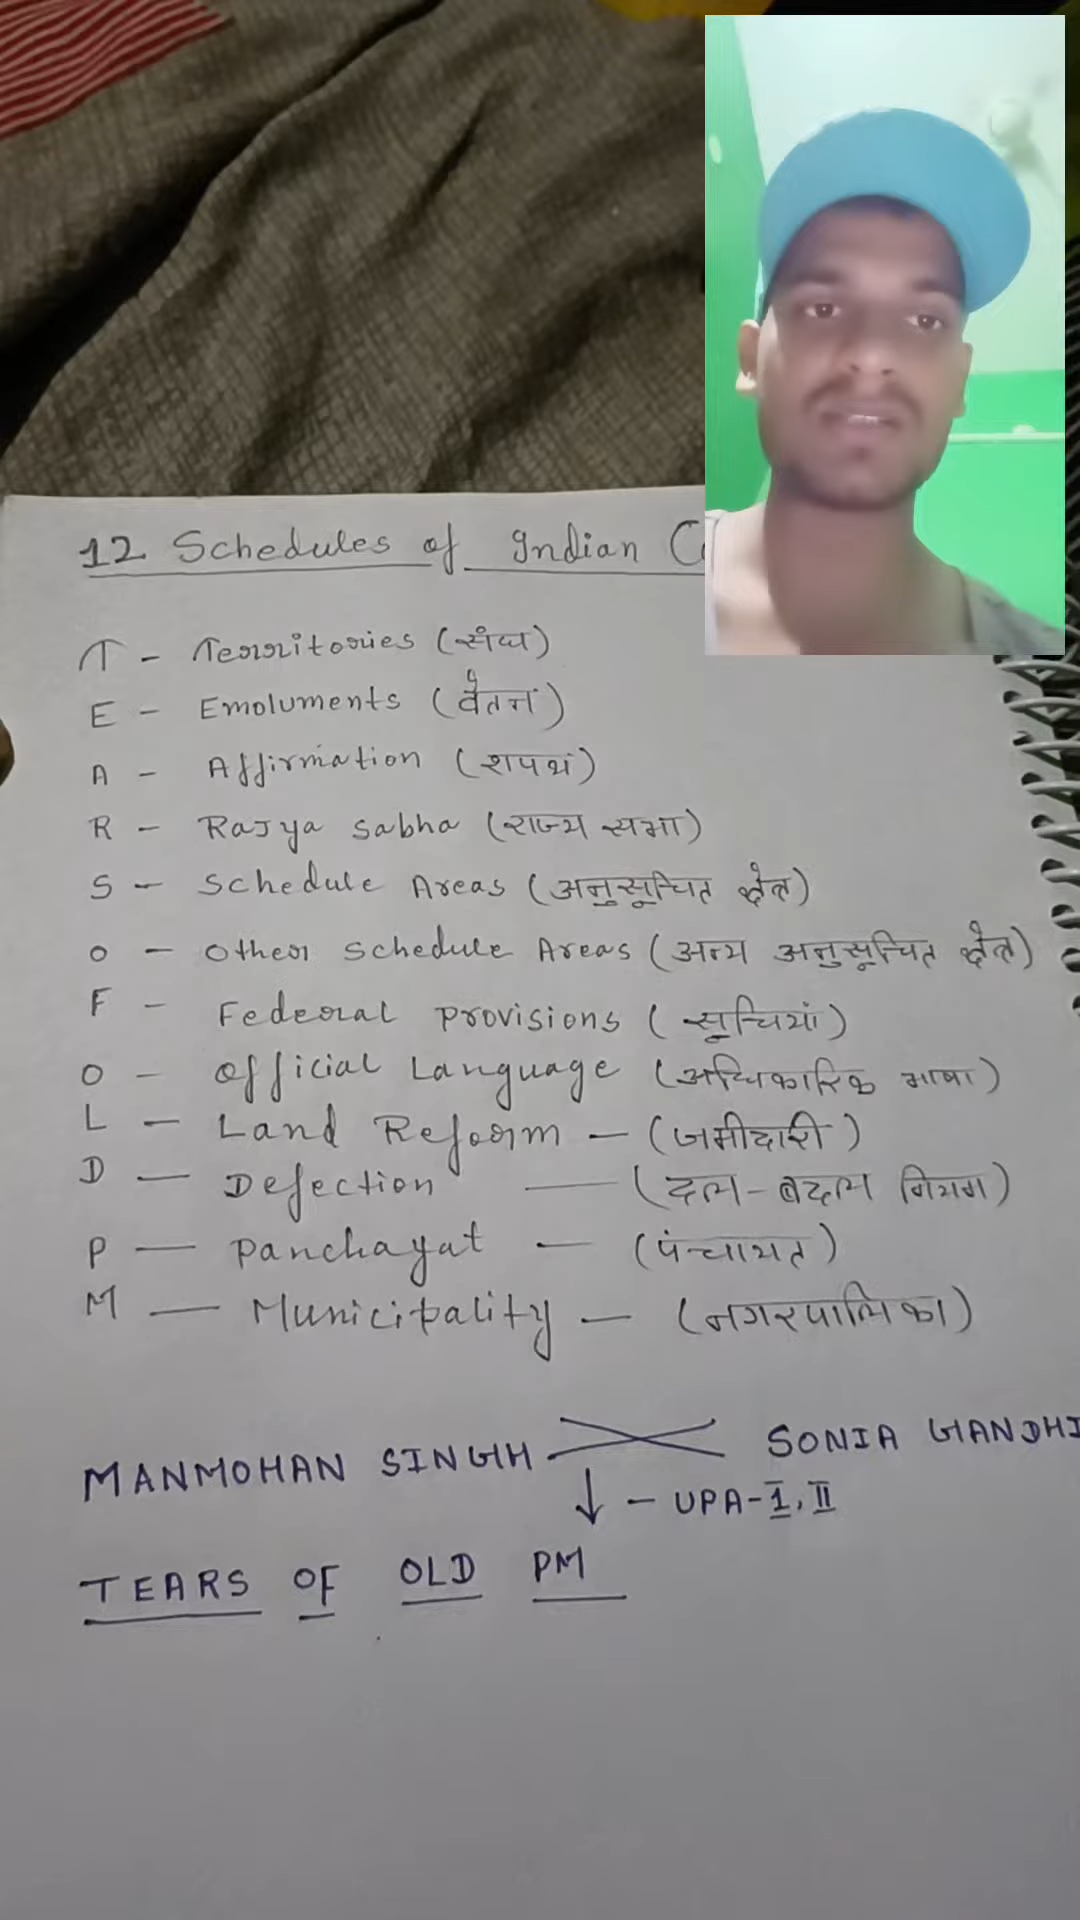 12 Schedules of Indian
T - Territories (संघ)
E - Emoluments (वेतन)
A - Affirmation (शपथ)
R - Rajya sabha (राज्य सभा)
S - Schedule Areas (अनुसूचित क्षेत्र)
O - Other schedule Areas (अन्य अनुसूचित क्षेत्र)
F - Federal provisions (सूचियां)
O - Official Language (अधिकारिक भाषा)
L - Land Reform - (जमीदारी)
D - Defection - (दल-बदल नियम)
P - Panchayat - (पंचायत)
M - Municipality - (नगरपालिका)
MANMOHAN SINGH SONIA GANDHI
↓ - UPA-I, II
TEARS OF OLD PM